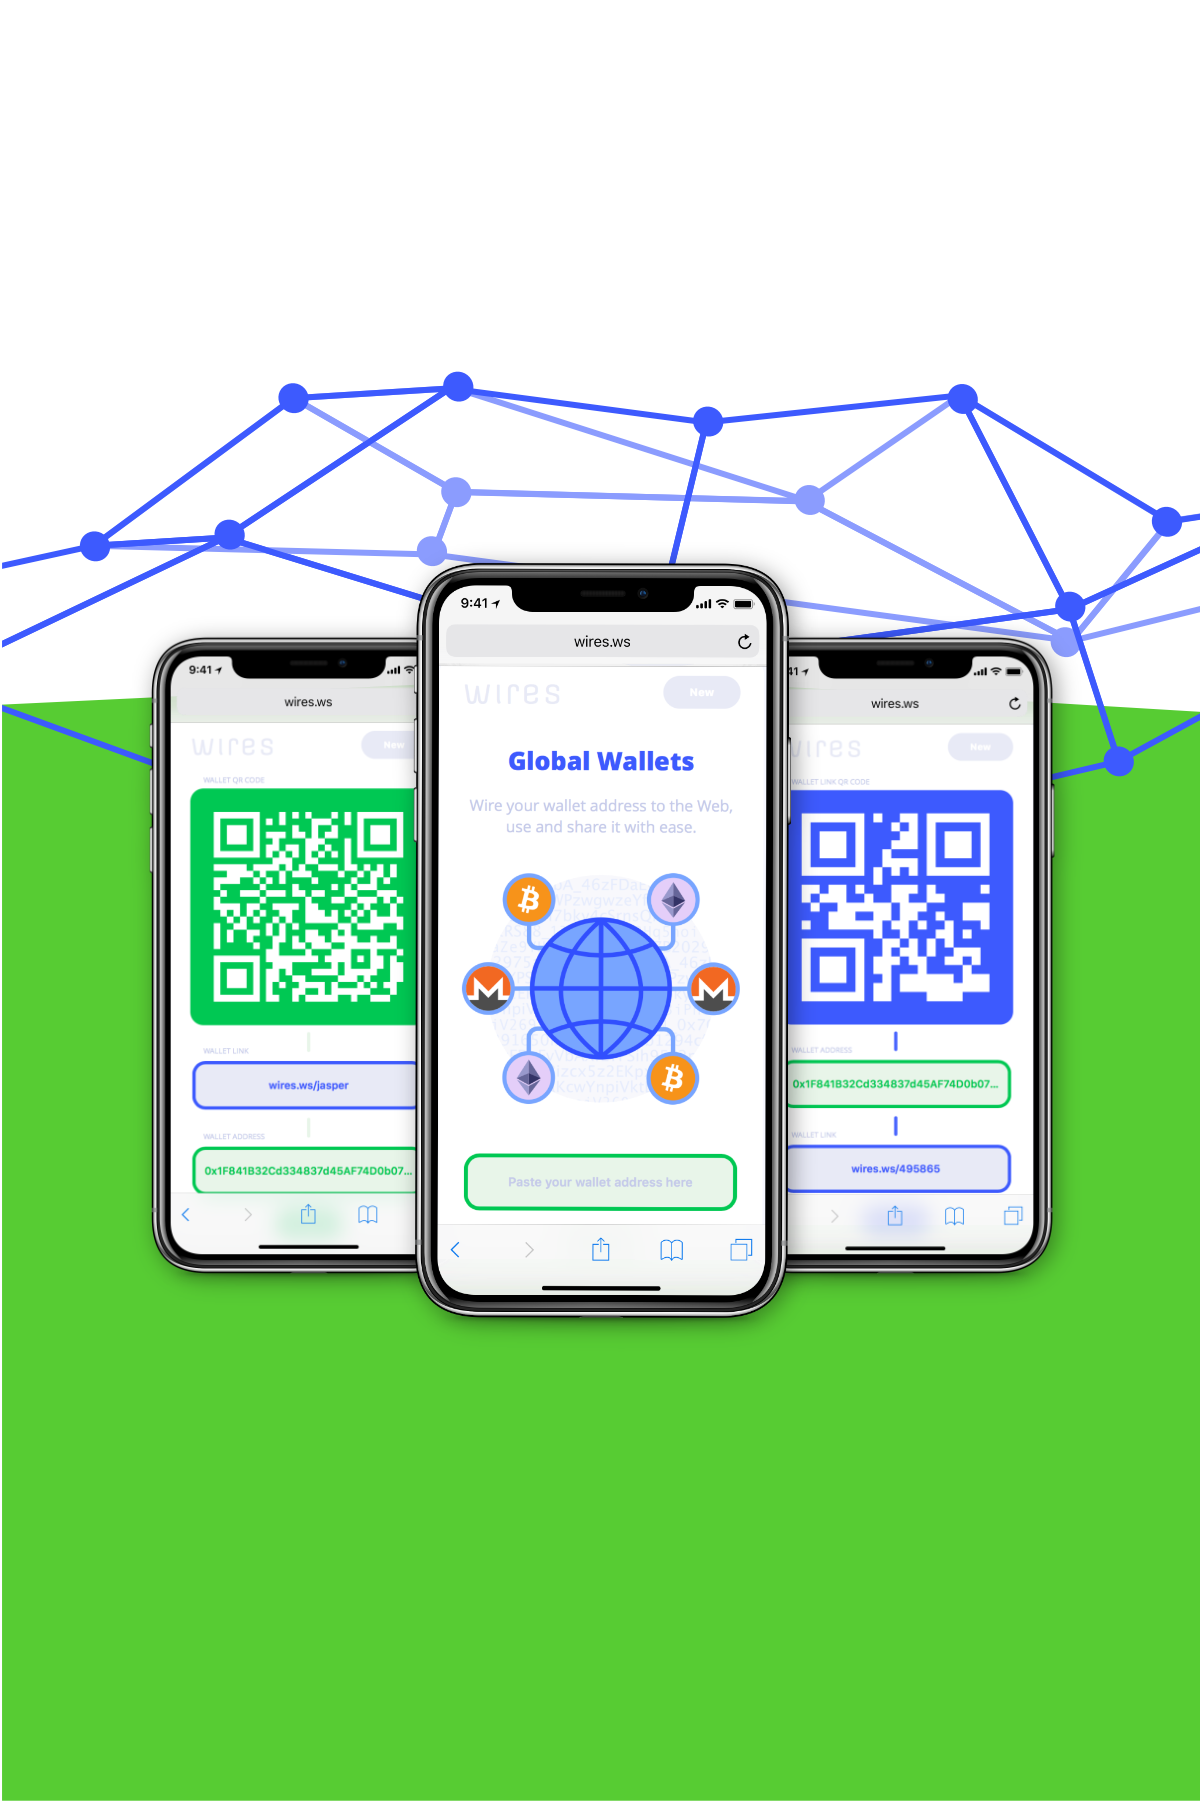 9:41
wires.ws
wires
New
WALLET QR CODE
WALLET LINK
wires.ws/jasper
WALLET ADDRESS
0x1F841B32Cd334837d45AF74D0b07...
9:41
wires.ws
wires
New
Global Wallets
Wire your wallet address to the Web,
use and share it with ease.
Paste your wallet address here
41
wires.ws
wires
New
WALLET LINK QR CODE
WALLET ADDRESS
0x1F841B32Cd334837d45AF74D0b07...
WALLET LINK
wires.ws/495865